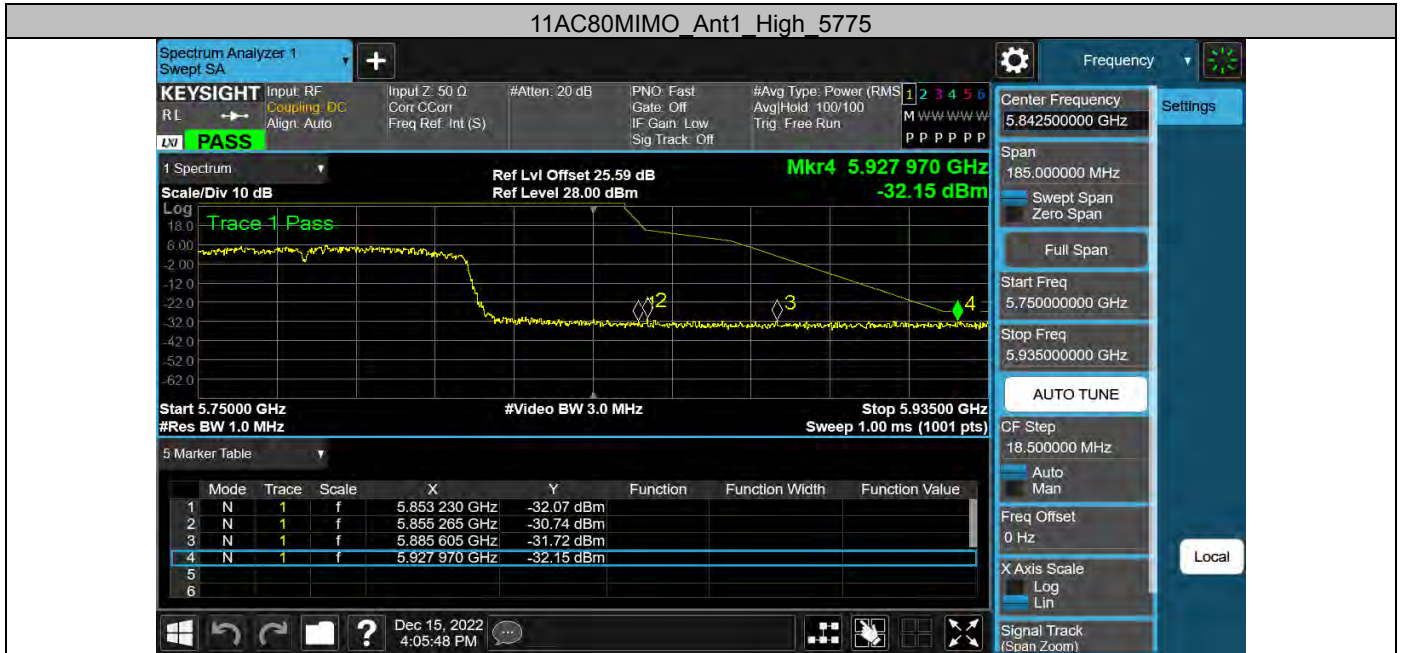 11AC80MIMO_Ant1_High_5775
Spectrum Analyzer 1
Swept SA
Frequency
KEYSIGHT
RL
LXI
PASS
Input: RF
Coupling: DC
Align: Auto
Input Z: 50 Ω
Corr CCorr
Freq Ref: Int (S)
#Atten: 20 dB
PNO: Fast
Gate: Off
IF Gain: Low
Sig Track: Off
#Avg Type: Power (RMS
Avg|Hold: 100/100
Trig: Free Run
1 2 3 4 5 6
M W W W W W
P P P P P P
1 Spectrum
Scale/Div 10 dB
Ref Lvl Offset 25.59 dB
Ref Level 28.00 dBm
Mkr4 5.927 970 GHz
-32.15 dBm
Log
Trace 1 Pass
18.0
8.00
-2.00
-12.0
-22.0
-32.0
-42.0
-52.0
-62.0
12
3
4
Start 5.75000 GHz
#Video BW 3.0 MHz
Stop 5.93500 GHz
#Res BW 1.0 MHz
Sweep 1.00 ms (1001 pts)
5 Marker Table
Mode Trace Scale X Y Function Function Width Function Value
1 N 1 f 5.853 230 GHz -32.07 dBm
2 N 1 f 5.855 265 GHz -30.74 dBm
3 N 1 f 5.885 605 GHz -31.72 dBm
4 N 1 f 5.927 970 GHz -32.15 dBm
5
6
Dec 15, 2022
4:05:48 PM
Center Frequency
5.842500000 GHz
Settings
Span
185.000000 MHz
Swept Span
Zero Span
Full Span
Start Freq
5.750000000 GHz
Stop Freq
5.935000000 GHz
AUTO TUNE
CF Step
18.500000 MHz
Auto
Man
Freq Offset
0 Hz
Local
X Axis Scale
Log
Lin
Signal Track
(Span Zoom)